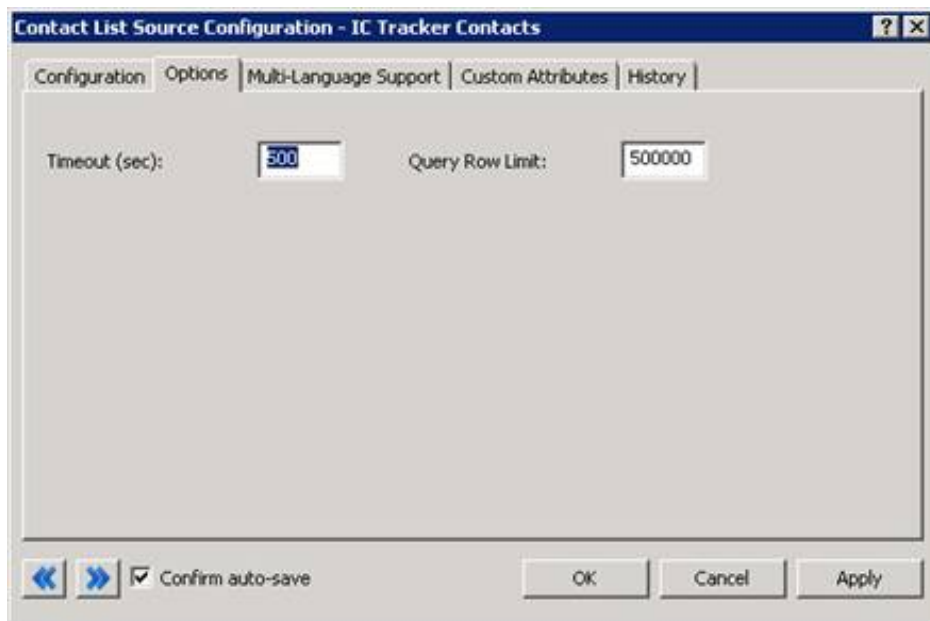 Contact List Source Configuration - IC Tracker Contacts
Configuration Options Multi-Language Support Custom Attributes History
Timeout (sec): 500 Query Row Limit: 500000
Confirm auto-save OK Cancel Apply